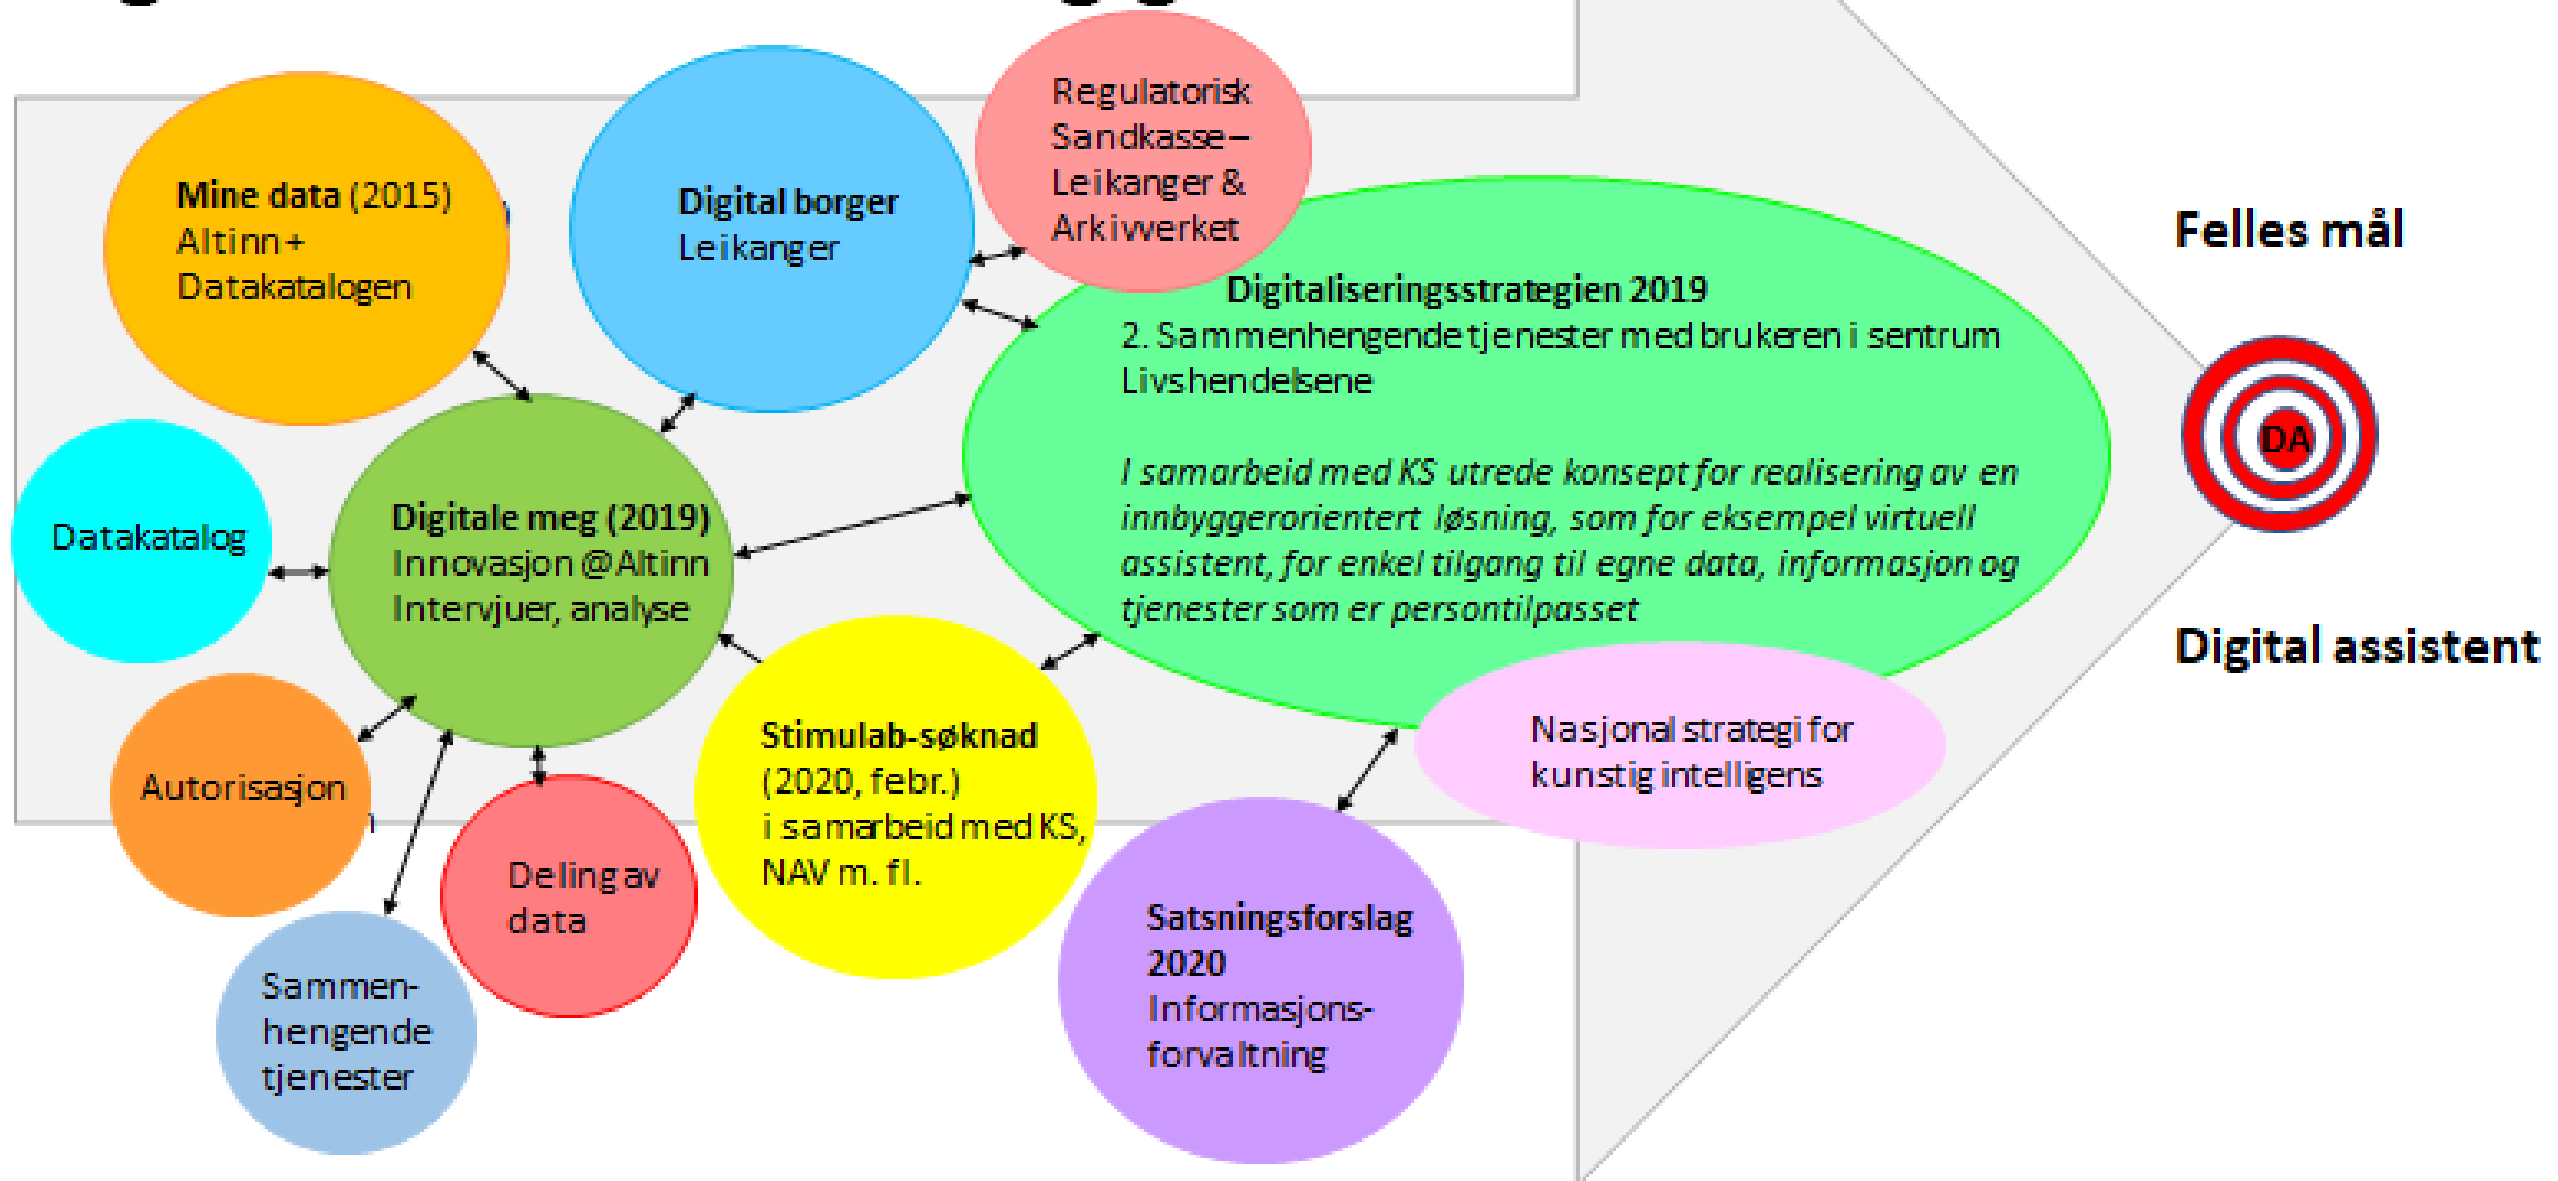 Mine data (2015)
Altinn +
Datakatalogen
Digital borger
Leikanger
Regulatorisk
Sandkasse –
Leikanger &
Arkivverket
Digitaliseringsstrategien 2019
2. Sammenhengende tjenester med brukeren i sentrum
Livshendelsene
I samarbeid med KS utrede konsept for realisering av en
innbyggerorientert løsning, som for eksempel virtuell
assistent, for enkel tilgang til egne data, informasjon og
tjenester som er persontilpasset
Felles mål
DA
Digital assistent
Datakatalog
Digitale meg (2019)
Innovasjon @Altinn
Intervjuer, analyse
Autorisasjon
Sammen-
hengende
tjenester
Deling av
data
Stimulab-søknad
(2020, febr.)
i samarbeid med KS,
NAV m. fl.
Satsningsforslag
2020
Informasjons-
forvaltning
Nasjonal strategi for
kunstig intelligens